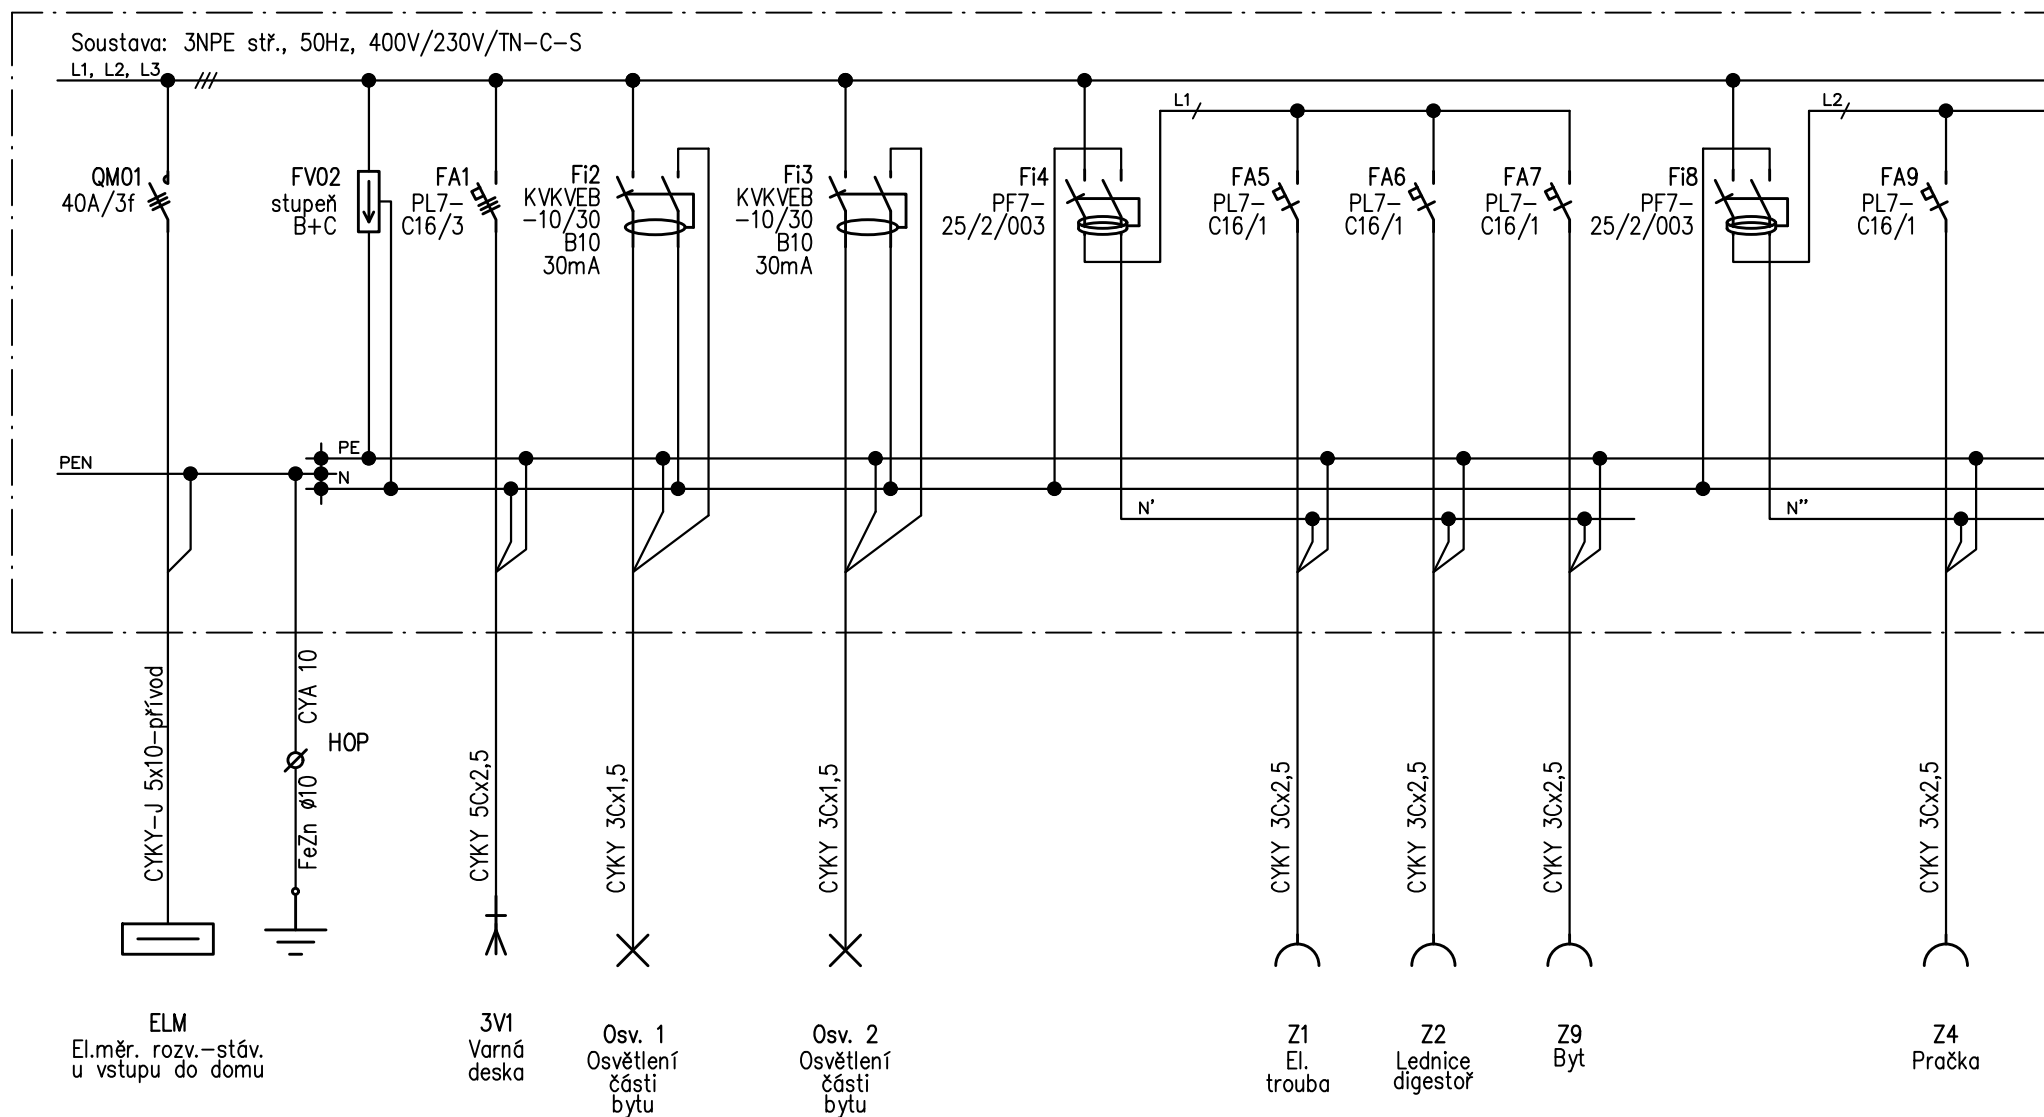 Soustava: 3NPE stř., 50Hz, 400V/230V/TN-C-S
L1, L2, L3
L1
L2
QM01
40A/3f
FV02
stupeň
B+C
FA1
PL7-
C16/3
Fi2
KVKVEB
-10/30
B10
30mA
Fi3
KVKVEB
-10/30
B10
30mA
Fi4
PF7-
25/2/003
FA5
PL7-
C16/1
FA6
PL7-
C16/1
FA7
PL7-
C16/1
Fi8
PF7-
25/2/003
FA9
PL7-
C16/1
PEN
PE
N
N'
N"
CYKY-J 5x10-přívod
CYA 10
HOP
FeZn ø10
CYKY 5Cx2,5
CYKY 3Cx1,5
CYKY 3Cx1,5
CYKY 3Cx2,5
CYKY 3Cx2,5
CYKY 3Cx2,5
CYKY 3Cx2,5
ELM
El.měr. rozv.-stáv.
u vstupu do domu
3V1
Varná
deska
Osv. 1
Osvětlení
části
bytu
Osv. 2
Osvětlení
části
bytu
Z1
El.
trouba
Z2
Lednice
digestoř
Z9
Byt
Z4
Pračka